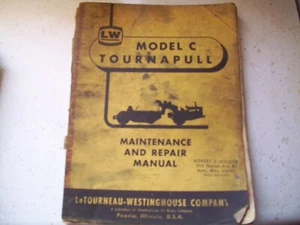 LW
MODEL C
TOURNAPULL
MAINTENANCE
AND REPAIR
MANUAL
LeTOURNEAU-WESTINGHOUSE COMPANY
Peoria, Illinois, U.S.A.